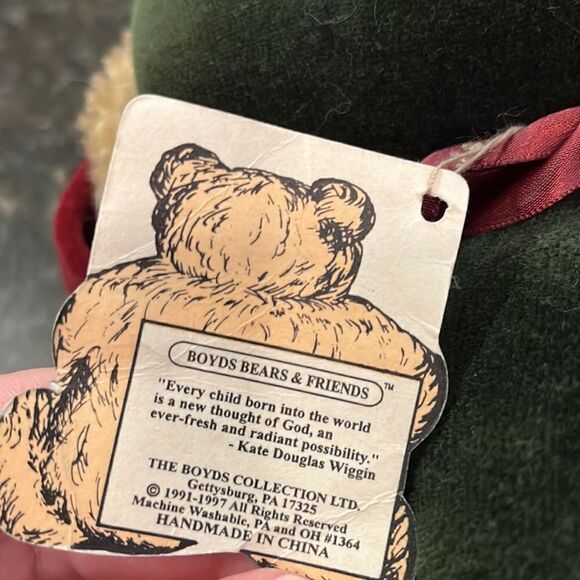 BOYDS BEARS & FRIENDS ™
"Every child born into the world
is a new thought of God, an
ever-fresh and radiant possibility."
- Kate Douglas Wiggin
THE BOYDS COLLECTION LTD.
Gettysburg, PA 17325
© 1991-1997 All Rights Reserved
Machine Washable, PA and OH #1364
HANDMADE IN CHINA